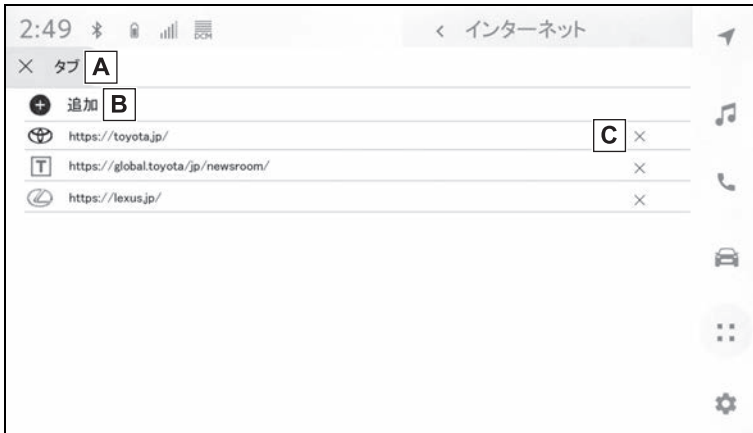 2:49 DCM < インターネット
× タブ A
追加 B
https://toyota.jp/ C ×
T https://global.toyota/jp/newsroom/ ×
https://lexus.jp/ ×